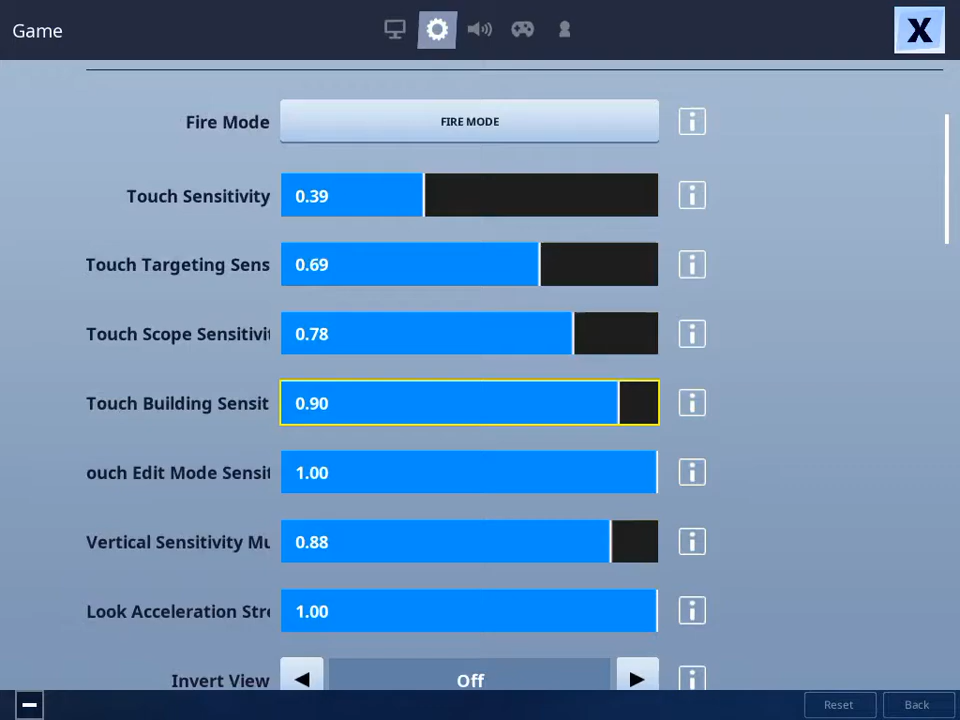 Game
X
Fire Mode
FIRE MODE
Touch Sensitivity
0.39
Touch Targeting Sens
0.69
Touch Scope Sensitivit
0.78
Touch Building Sensit
0.90
ouch Edit Mode Sensit
1.00
Vertical Sensitivity Mu
0.88
Look Acceleration Stre
1.00
Invert View
Off
Reset
Back